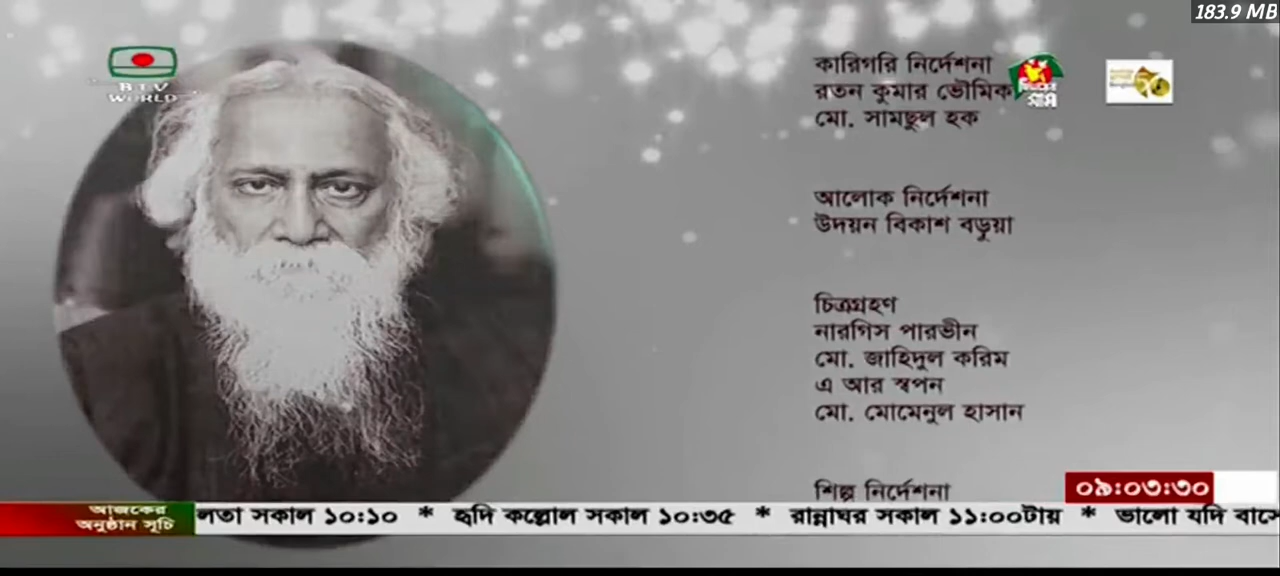 183.9 MB
BTV
WORLD
কারিগরি নির্দেশনা
রতন কুমার ভৌমিক
মো. সামছুল হক
আলোক নির্দেশনা
উদয়ন বিকাশ বড়ুয়া
চিত্রগ্রহণ
নারগিস পারভীন
মো. জাহিদুল করিম
এ আর স্বপন
মো. মোমেনুল হাসান
শিল্প নির্দেশনা
০৯:০৩:৩০
আজকের
অনুষ্ঠান সূচি
লতা সকাল ১০:১০ * হৃদি কল্লোল সকাল ১০:৩৫ * রান্নাঘর সকাল ১১:০০টায় * ভালো যদি বাসে